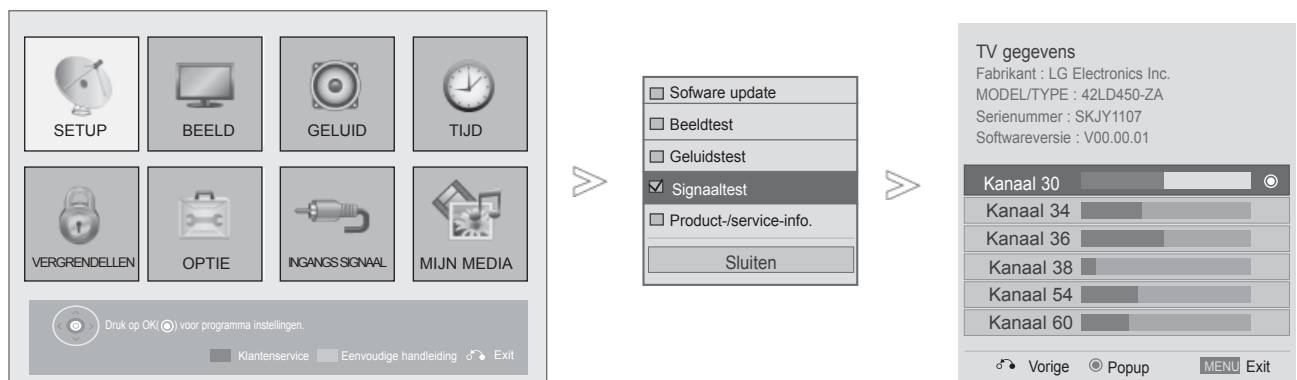 SETUP
BEELD
GELUID
TIJD
VERGRENDELLEN
OPTIE
INGANGS SIGNAAL
MIJN MEDIA
Druk op OK(◉) voor programma instellingen.
Klantenservice Eenvoudige handleiding Exit
Sofware update
Beeldtest
Geluidstest
Signaaltest
Product-/service-info.
Sluiten
TV gegevens
Fabrikant : LG Electronics Inc.
MODEL/TYPE : 42LD450-ZA
Serienummer : SKJY1107
Softwareversie : V00.00.01
Kanaal 30
Kanaal 34
Kanaal 36
Kanaal 38
Kanaal 54
Kanaal 60
Vorige Popup MENU Exit